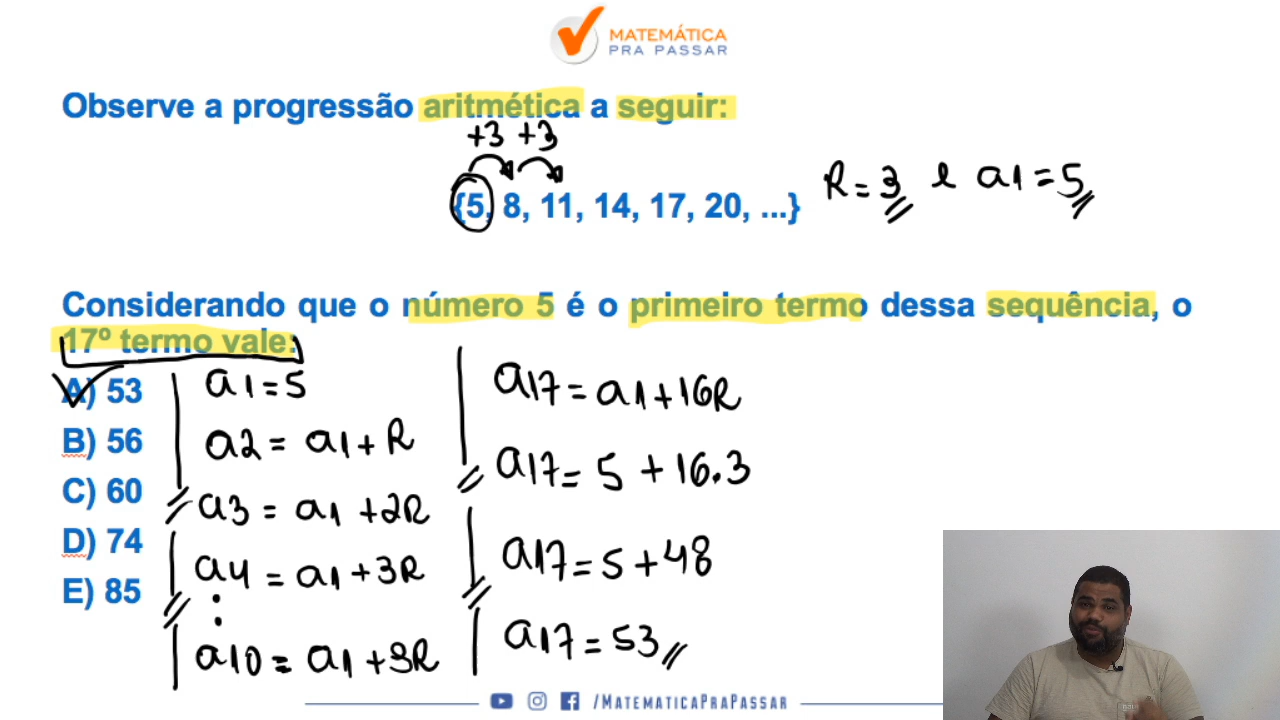 MATEMÁTICA
PRA PASSAR
Observe a progressão aritmética a seguir:
+3 +3
{5, 8, 11, 14, 17, 20, ...}
R = 3 e a1 = 5
Considerando que o número 5 é o primeiro termo dessa sequência, o
17º termo vale:
A) 53
B) 56
C) 60
D) 74
E) 85
a1 = 5
a2 = a1 + R
a3 = a1 + 2R
a4 = a1 + 3R
:
a10 = a1 + 9R
a17 = a1 + 16R
a17 = 5 + 16.3
a17 = 5 + 48
a17 = 53
/MATEMATICAPRAPASSAR